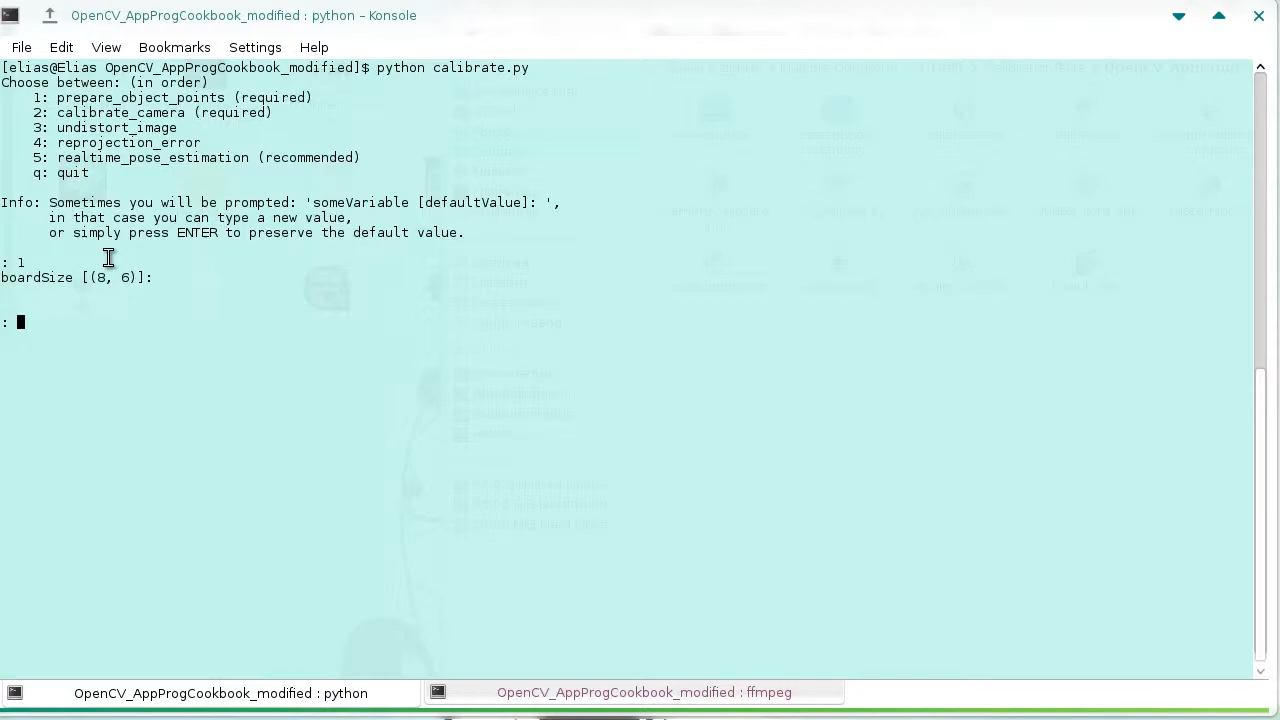 OpenCV_AppProgCookbook_modified : python – Konsole
File Edit View Bookmarks Settings Help
[elias@Elias OpenCV_AppProgCookbook_modified]$ python calibrate.py
Choose between: (in order)
    1: prepare_object_points (required)
    2: calibrate_camera (required)
    3: undistort_image
    4: reprojection_error
    5: realtime_pose_estimation (recommended)
    q: quit
Info: Sometimes you will be prompted: 'someVariable [defaultValue]: ',
      in that case you can type a new value,
      or simply press ENTER to preserve the default value.
: 1
boardSize [(8, 6)]:
:
OpenCV_AppProgCookbook_modified : python
OpenCV_AppProgCookbook_modified : ffmpeg